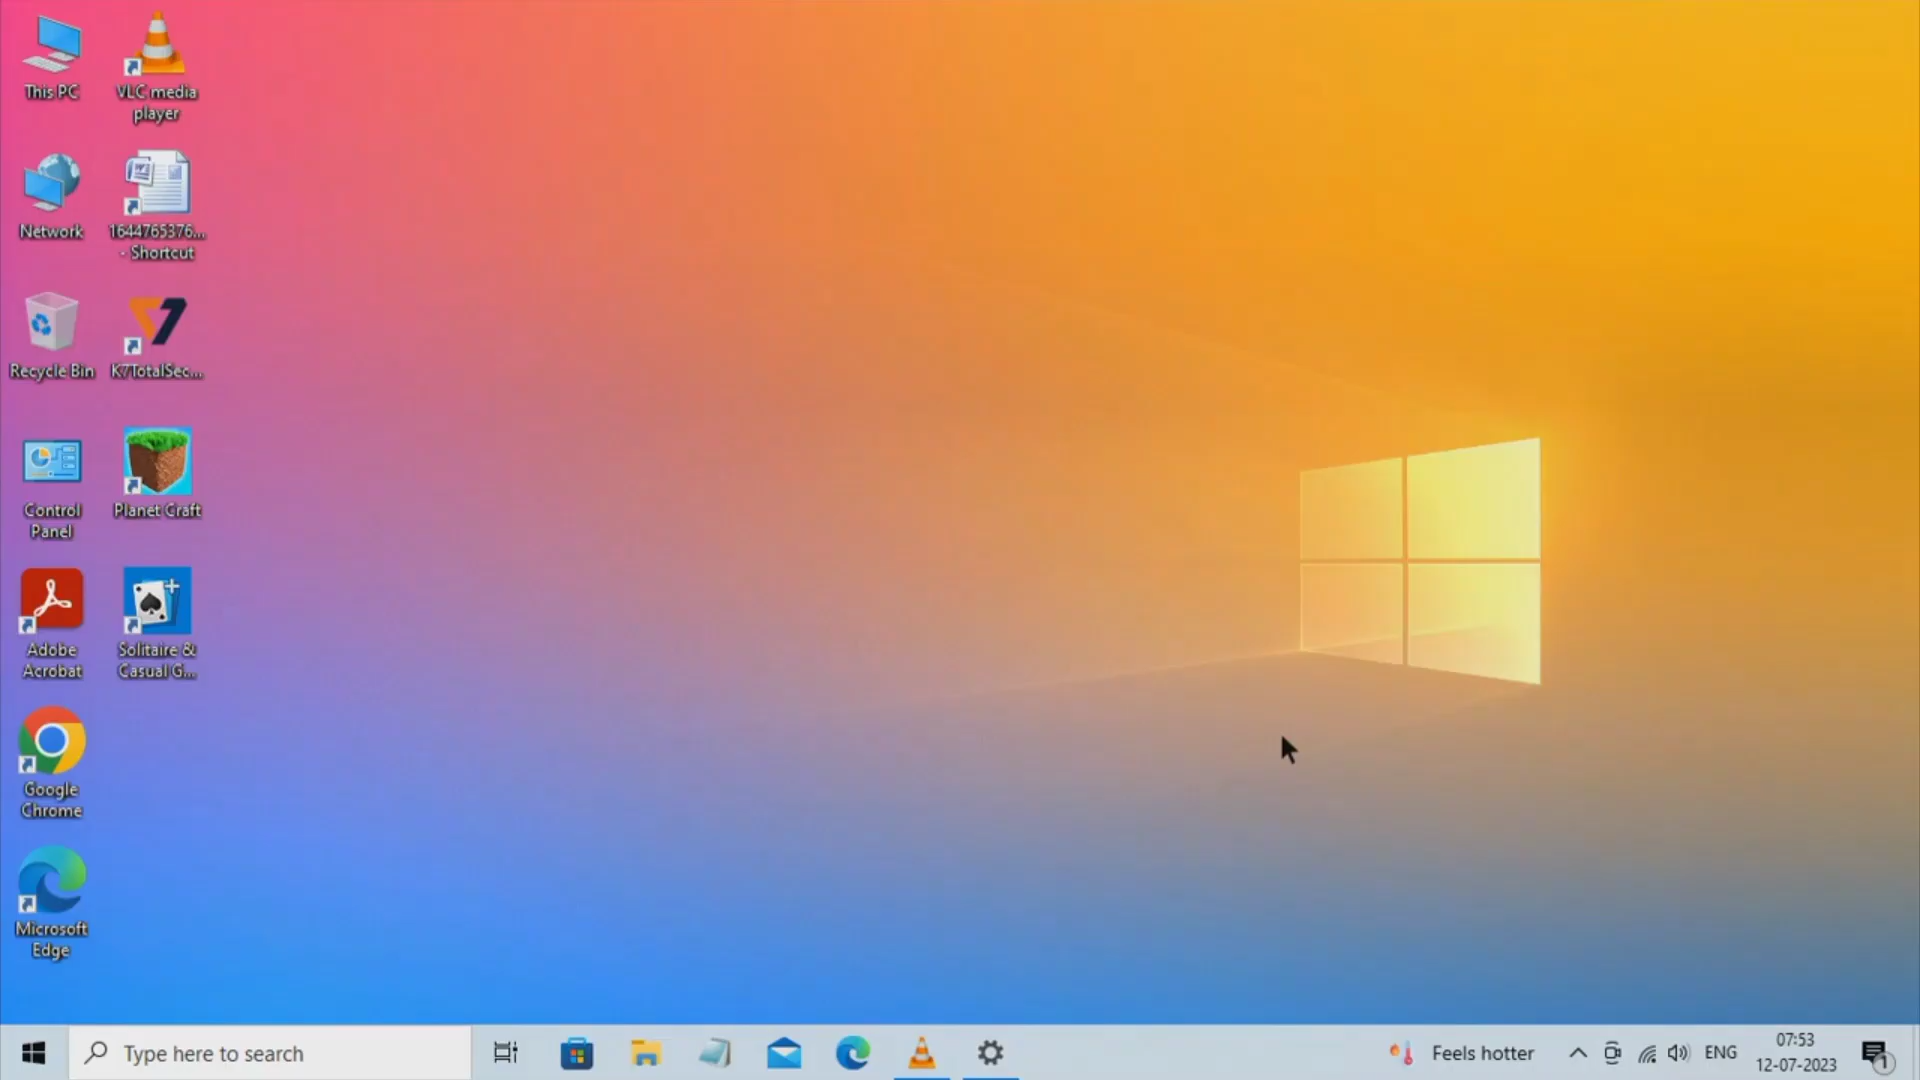 This PC
VLC media
player
Network
1644765376...
- Shortcut
Recycle Bin
K7TotalSec...
Control
Panel
Planet Craft
Adobe
Acrobat
Solitaire &
Casual G...
Google
Chrome
Microsoft
Edge
Type here to search
Feels hotter
ENG
07:53
12-07-2023
1